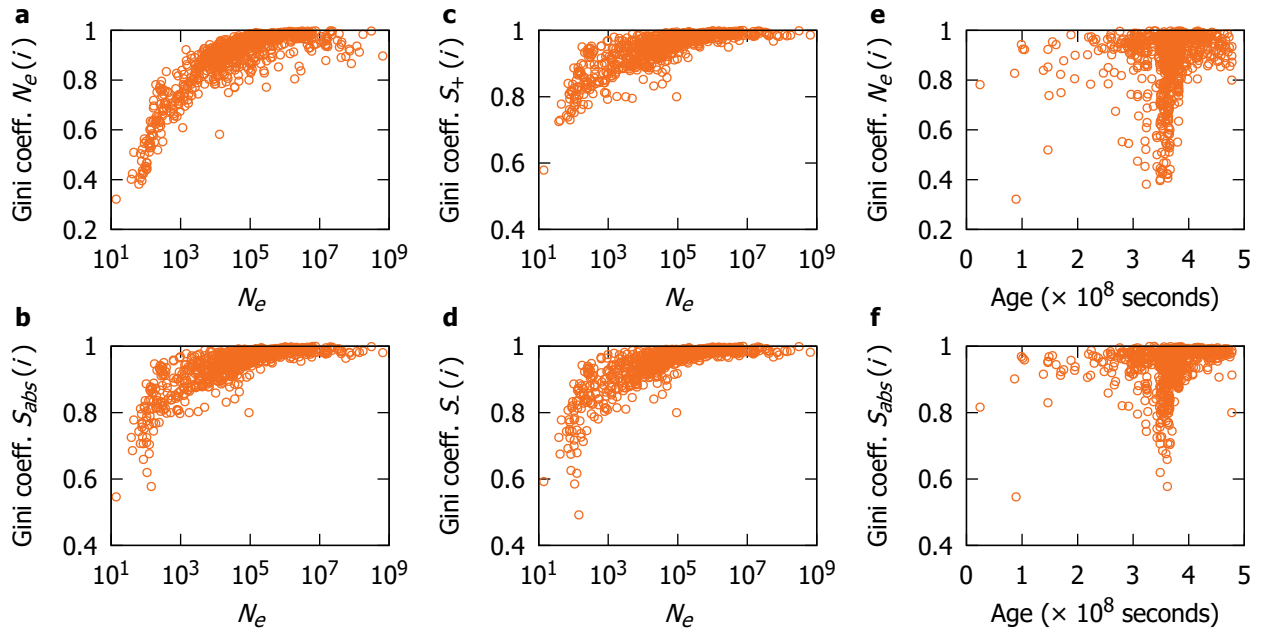 a
Gini coeff. Ne(i)
1
0.8
0.6
0.4
0.2
10^1 10^3 10^5 10^7 10^9
Ne
c
Gini coeff. S+(i)
1
0.8
0.6
0.4
10^1 10^3 10^5 10^7 10^9
Ne
e
Gini coeff. Ne(i)
1
0.8
0.6
0.4
0.2
0 1 2 3 4 5
Age (× 10^8 seconds)
b
Gini coeff. Sabs(i)
1
0.8
0.6
0.4
10^1 10^3 10^5 10^7 10^9
Ne
d
Gini coeff. S-(i)
1
0.8
0.6
0.4
10^1 10^3 10^5 10^7 10^9
Ne
f
Gini coeff. Sabs(i)
1
0.8
0.6
0.4
0 1 2 3 4 5
Age (× 10^8 seconds)